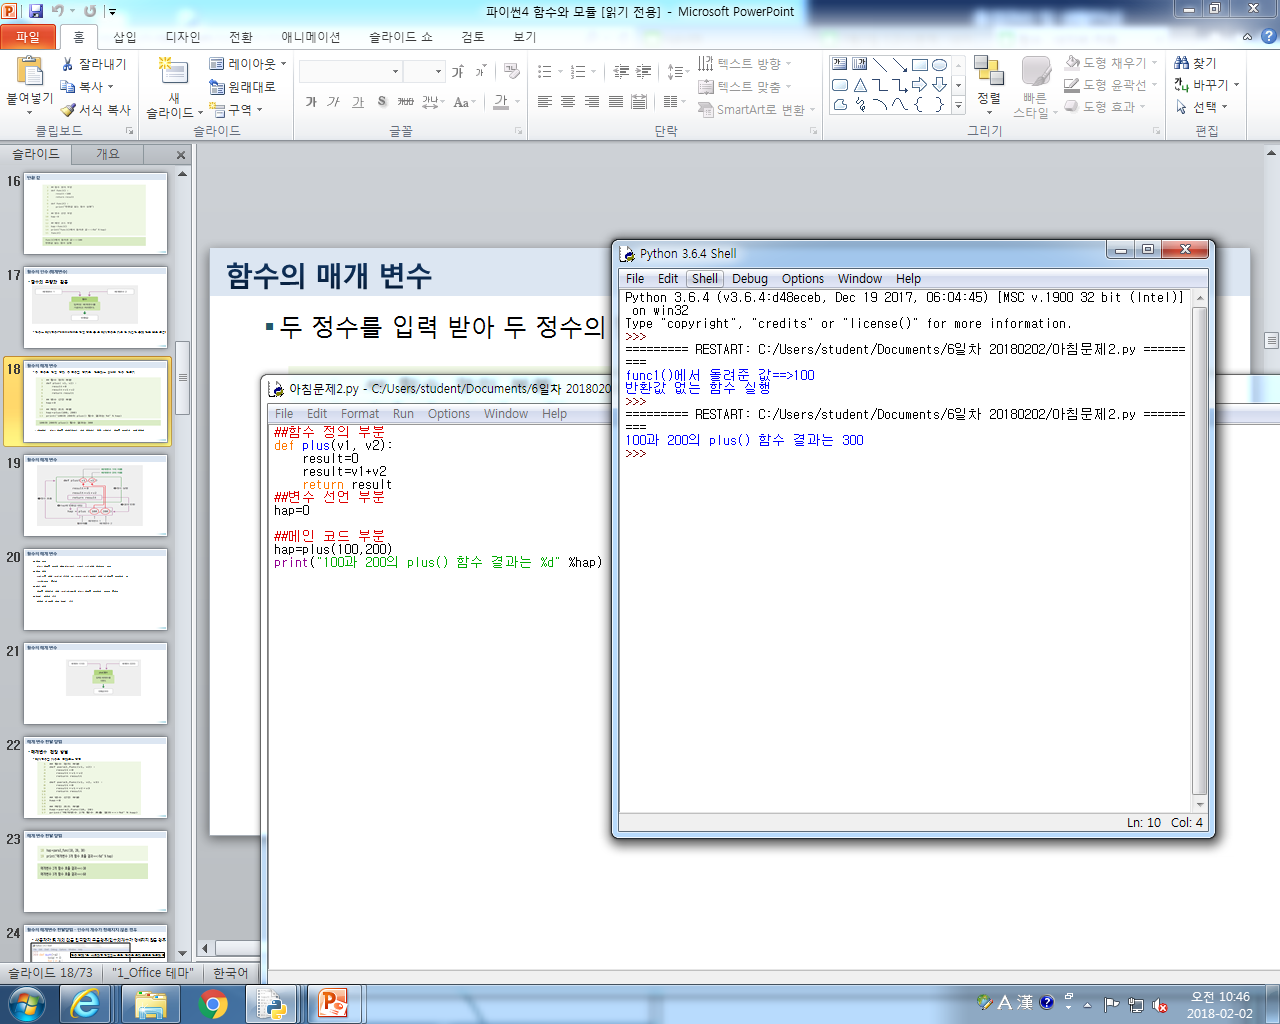 파이썬4 함수와 모듈 [읽기 전용] - Microsoft PowerPoint
파일 홈 삽입 디자인 전환 애니메이션 슬라이드 쇼 검토 보기
붙여넣기
잘라내기
복사
서식 복사
클립보드
새 슬라이드
레이아웃
원래대로
구역
슬라이드
가 가 가 S 가나 Aa 가
글꼴
텍스트 방향
텍스트 맞춤
SmartArt로 변환
단락
정렬
빠른 스타일
도형 채우기
도형 윤곽선
도형 효과
그리기
찾기
바꾸기
선택
편집
슬라이드 개요
16
17
18
19
20
21
22
23
24
함수의 매개 변수
두 정수를 입력 받아 두 정수의
아침문제2.py - C:/Users/student/Documents/6일차 2018020
File Edit Format Run Options Window Help
##함수 정의 부분
def plus(v1, v2):
    result=0
    result=v1+v2
    return result
##변수 선언 부분
hap=0
##메인 코드 부분
hap=plus(100,200)
print("100과 200의 plus() 함수 결과는 %d" %hap)
Python 3.6.4 Shell
File Edit Shell Debug Options Window Help
Python 3.6.4 (v3.6.4:d48eceb, Dec 19 2017, 06:04:45) [MSC v.1900 32 bit (Intel)]
on win32
Type "copyright", "credits" or "license()" for more information.
>>>
========= RESTART: C:/Users/student/Documents/6일차 20180202/아침문제2.py ======
===
func1()에서 돌려준 값==>100
반환값 없는 함수 실행
>>>
========= RESTART: C:/Users/student/Documents/6일차 20180202/아침문제2.py ======
===
100과 200의 plus() 함수 결과는 300
>>>
Ln: 10 Col: 4
슬라이드 18/73 "1_Office 테마" 한국어
A 漢
오전 10:46
2018-02-02